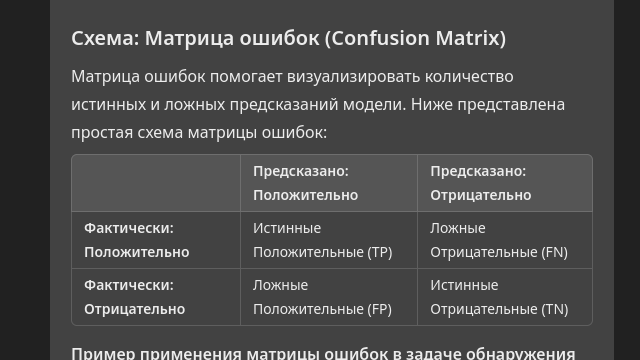 Схема: Матрица ошибок (Confusion Matrix)
Матрица ошибок помогает визуализировать количество
истинных и ложных предсказаний модели. Ниже представлена
простая схема матрицы ошибок:
Предсказано: Положительно
Предсказано: Отрицательно
Фактически: Положительно
Истинные Положительные (TP)
Ложные Отрицательные (FN)
Фактически: Отрицательно
Ложные Положительные (FP)
Истинные Отрицательные (TN)
Пример применения матрицы ошибок в задаче обнаружения